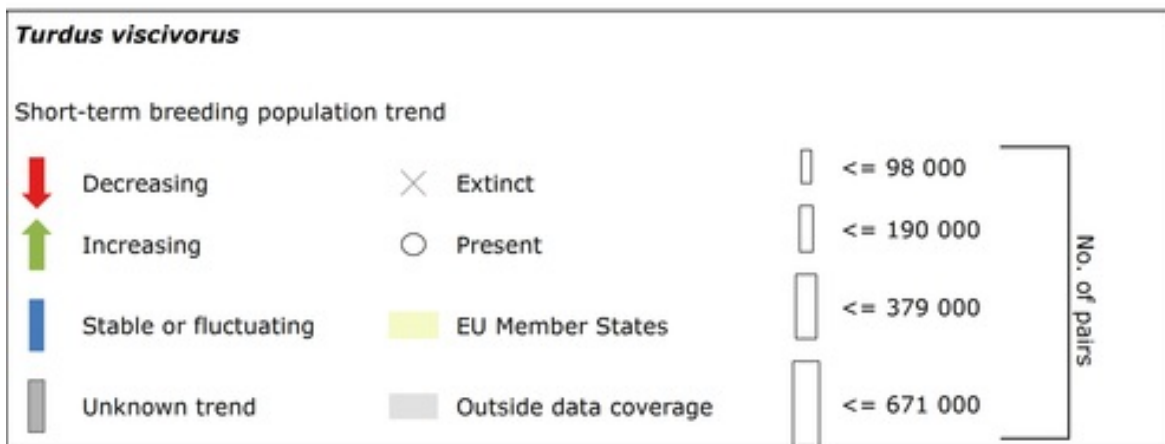 Turdus viscivorus
Short-term breeding population trend
Decreasing
Extinct
<= 98 000
Increasing
Present
<= 190 000
Stable or fluctuating
EU Member States
<= 379 000
Unknown trend
Outside data coverage
<= 671 000
No. of pairs